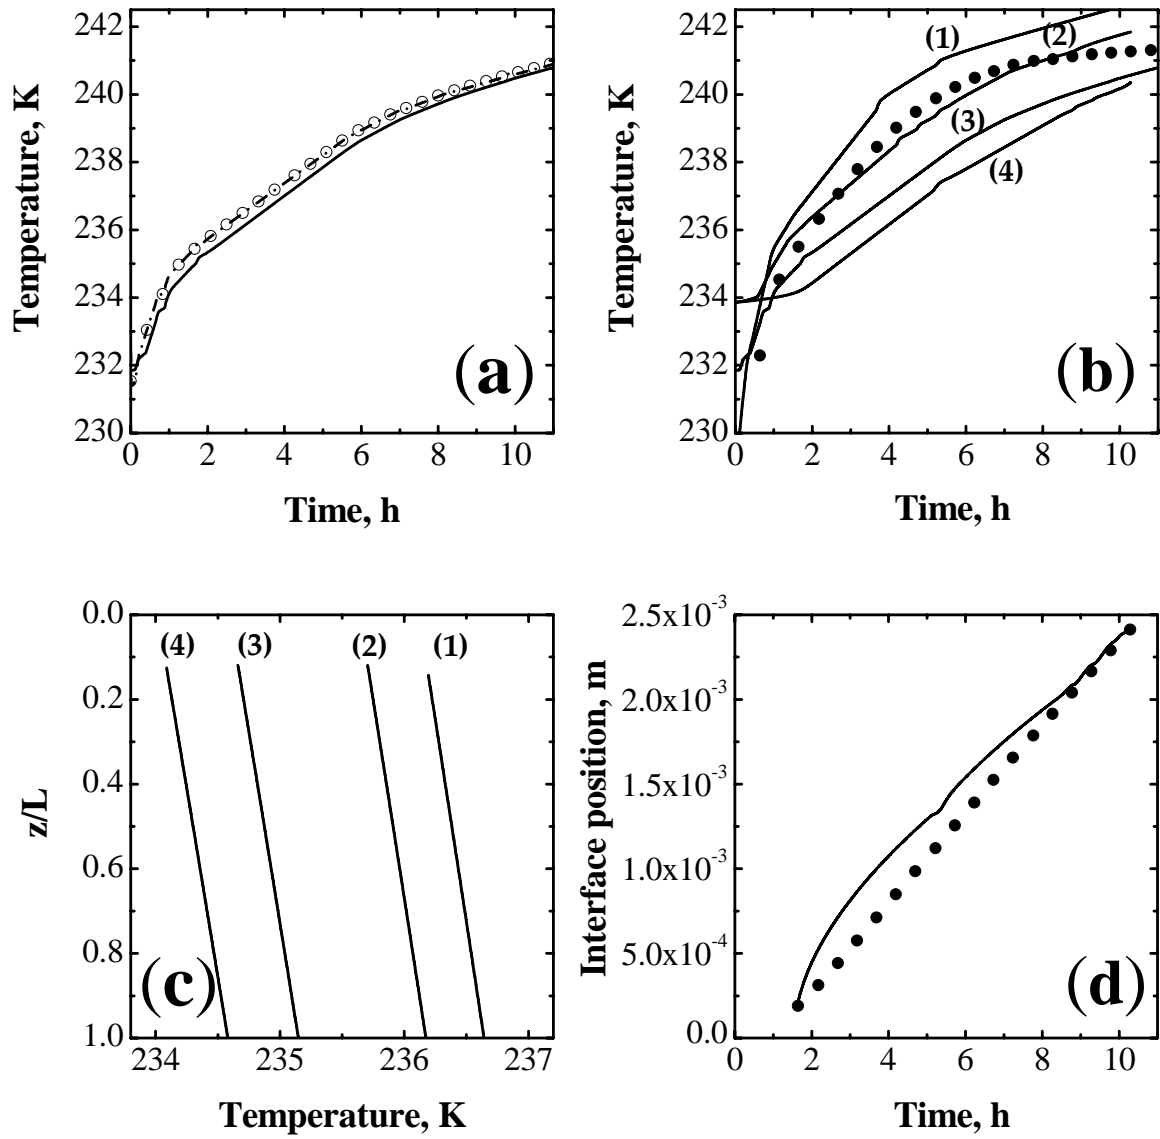 242
240
238
236
234
232
230
Temperature, K
(a)
0 2 4 6 8 10
Time, h
242
240
238
236
234
232
230
Temperature, K
(1)
(2)
(3)
(4)
(b)
0 2 4 6 8 10
Time, h
0.0
0.2
0.4
0.6
0.8
1.0
z/L
(4) (3) (2) (1)
(c)
234 235 236 237
Temperature, K
2.5x10⁻³
2.0x10⁻³
1.5x10⁻³
1.0x10⁻³
5.0x10⁻⁴
0.0
Interface position, m
(d)
0 2 4 6 8 10
Time, h